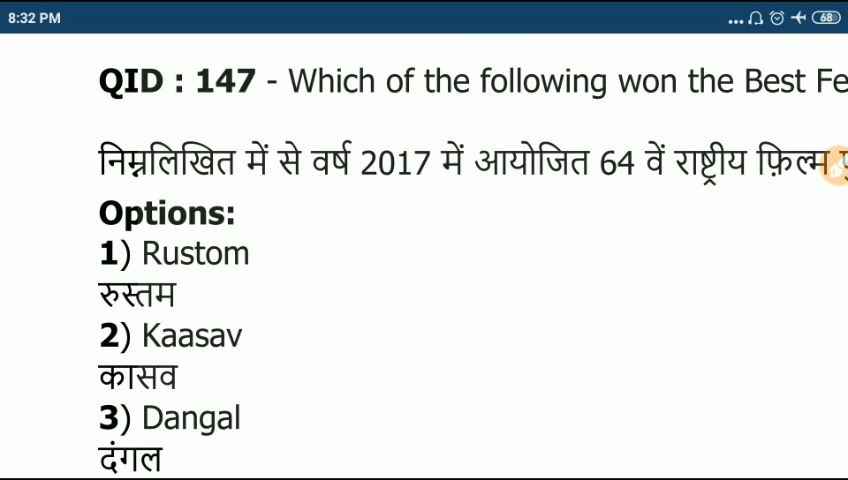 8:32 PM
68
QID : 147 - Which of the following won the Best Fe
निम्नलिखित में से वर्ष 2017 में आयोजित 64 वें राष्ट्रीय फ़िल्म
Options:
1) Rustom
रुस्तम
2) Kaasav
कासव
3) Dangal
दंगल